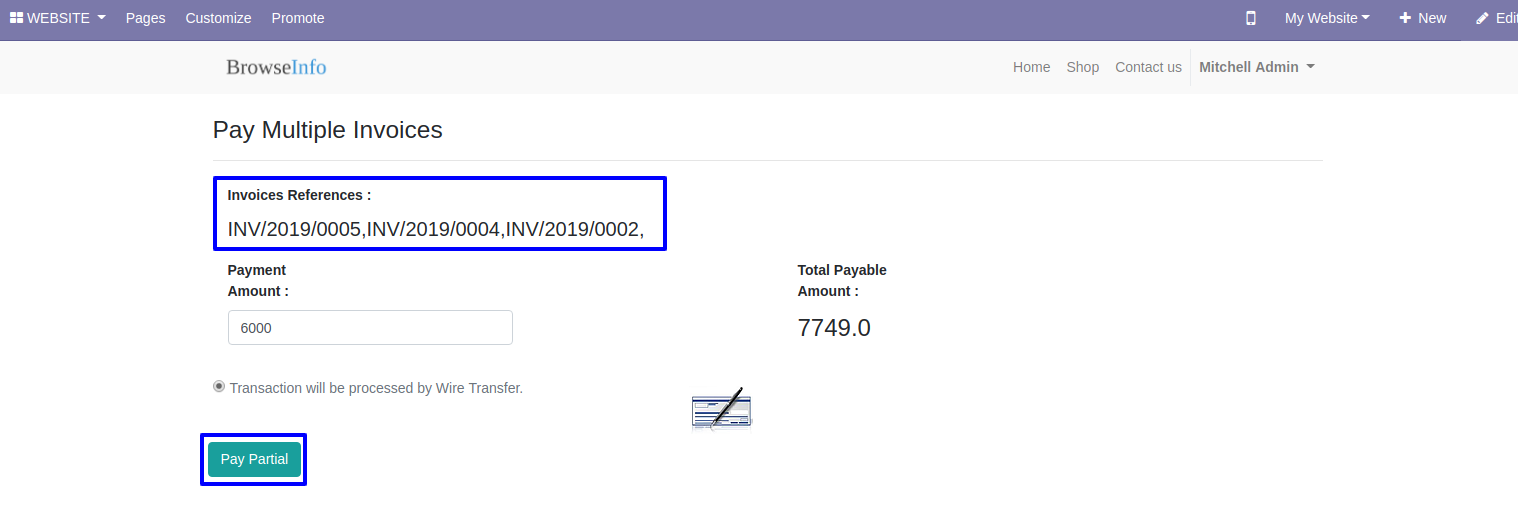 WEBSITE Pages Customize Promote My Website New Edit
BrowseInfo Home Shop Contact us Mitchell Admin
Pay Multiple Invoices
Invoices References :
INV/2019/0005,INV/2019/0004,INV/2019/0002,
Payment
Amount :
Total Payable
Amount :
6000
7749.0
Transaction will be processed by Wire Transfer.
Pay Partial